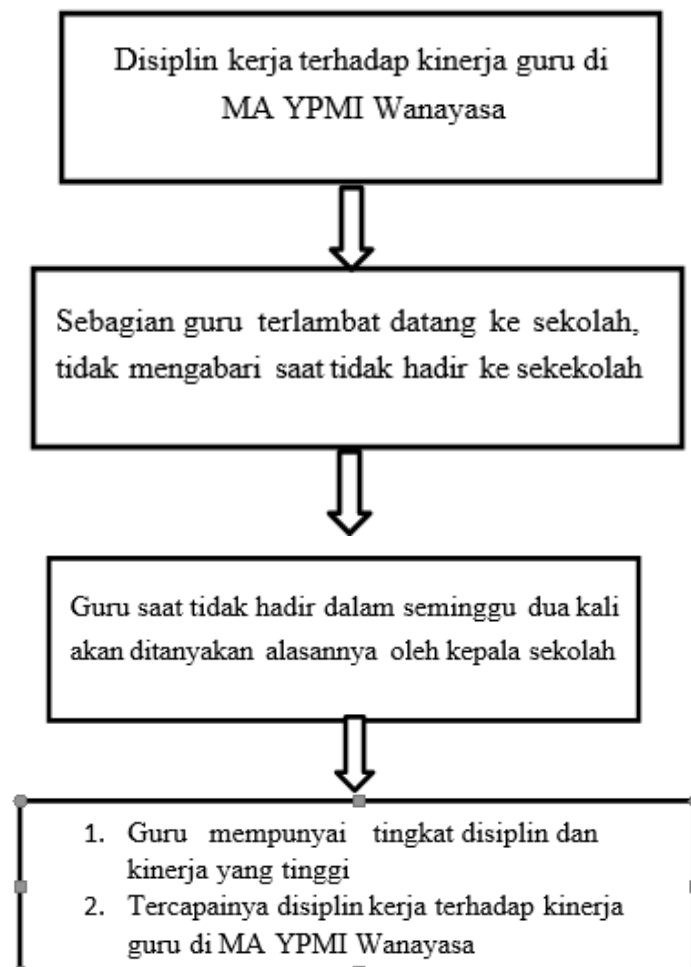 Disiplin kerja terhadap kinerja guru di
MA YPMI Wanayasa
Sebagian guru terlambat datang ke sekolah,
tidak mengabari saat tidak hadir ke sekekolah
Guru saat tidak hadir dalam seminggu dua kali
akan ditanyakan alasannya oleh kepala sekolah
1. Guru mempunyai tingkat disiplin dan
kinerja yang tinggi
2. Tercapainya disiplin kerja terhadap kinerja
guru di MA YPMI Wanayasa